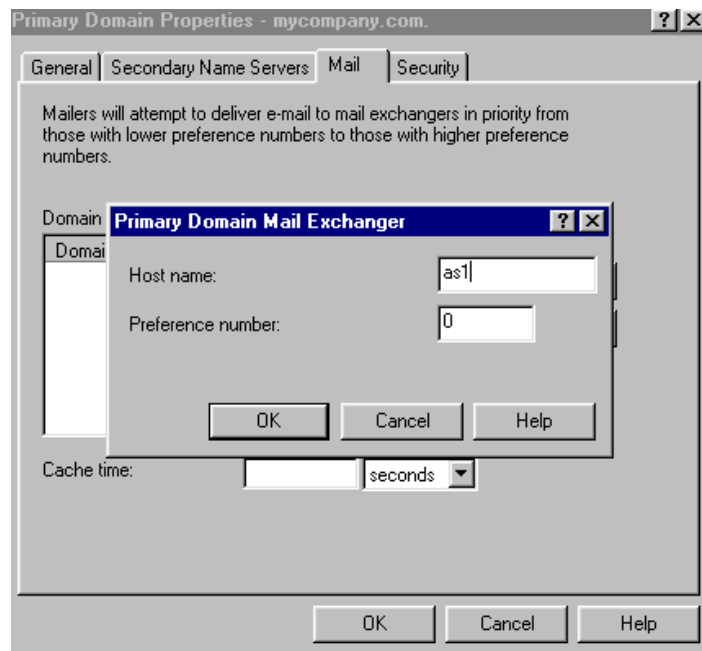 Primary Domain Properties - mycompany.com.
General Secondary Name Servers Mail Security
Mailers will attempt to deliver e-mail to mail exchangers in priority from
those with lower preference numbers to those with higher preference
numbers.
Domain
Primary Domain Mail Exchanger
Domai
Host name: as1
Preference number: 0
OK Cancel Help
Cache time: seconds
OK Cancel Help